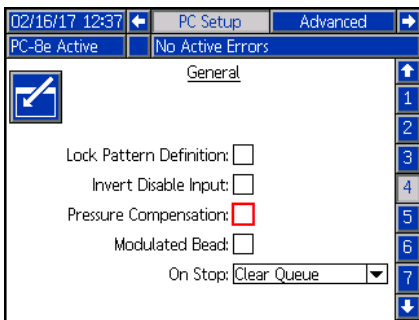 02/16/17 12:37 PC Setup Advanced
PC-8e Active No Active Errors
General
1
2
Lock Pattern Definition: 3
Invert Disable Input: 4
Pressure Compensation: 5
Modulated Bead: 6
On Stop: Clear Queue 7